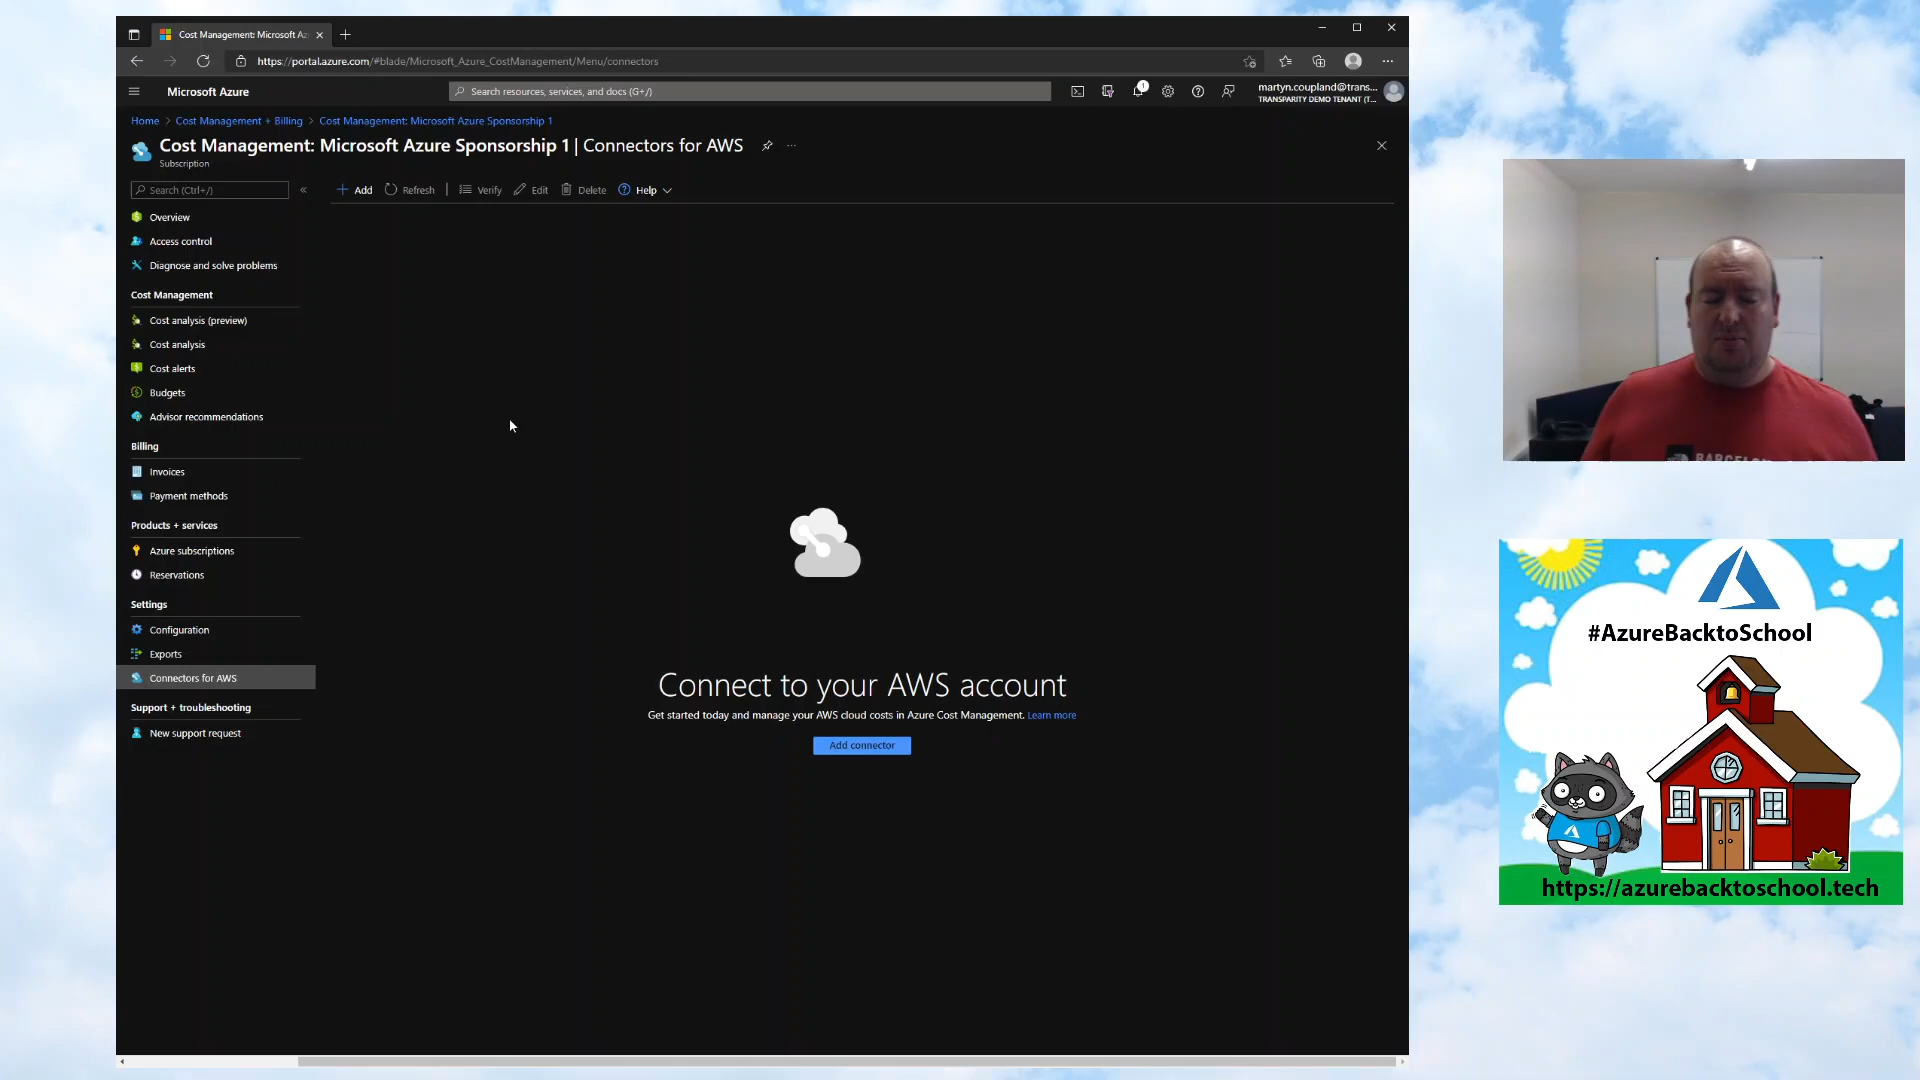 Cost Management: Microsoft Az
https://portal.azure.com/#blade/Microsoft_Azure_CostManagement/Menu/connectors
Microsoft Azure
Search resources, services, and docs (G+/)
1
martyn.coupland@trans...
TRANSPARITY DEMO TENANT (T...
Home > Cost Management + Billing > Cost Management: Microsoft Azure Sponsorship 1
Cost Management: Microsoft Azure Sponsorship 1 | Connectors for AWS
Subscription
Search (Ctrl+/)
Add
Refresh
Verify
Edit
Delete
Help
Overview
Access control
Diagnose and solve problems
Cost Management
Cost analysis (preview)
Cost analysis
Cost alerts
Budgets
Advisor recommendations
Billing
Invoices
Payment methods
Products + services
Azure subscriptions
Reservations
Settings
Configuration
Exports
Connectors for AWS
Support + troubleshooting
New support request
Connect to your AWS account
Get started today and manage your AWS cloud costs in Azure Cost Management. Learn more
Add connector
#AzureBacktoSchool
https://azurebacktoschool.tech